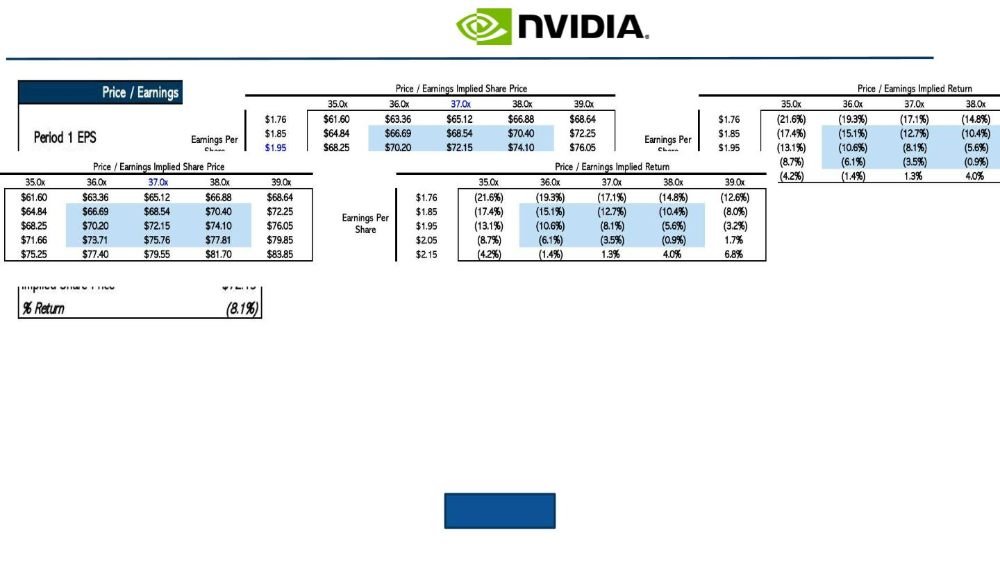 NVIDIA.
Price / Earnings
Price / Earnings Implied Share Price
Price / Earnings Implied Return
35.0x 36.0x 37.0x 38.0x 39.0x
35.0x 36.0x 37.0x 38.0x
$1.76 $61.60 $63.36 $65.12 $66.88 $68.64
$1.76 (21.6%) (19.3%) (17.1%) (14.8%)
Period 1 EPS
Earnings Per
Share
$1.85 $64.84 $66.69 $68.54 $70.40 $72.25
Earnings Per
Share
$1.85 (17.4%) (15.1%) (12.7%) (10.4%)
$1.95 $68.25 $70.20 $72.15 $74.10 $76.05
$1.95 (13.1%) (10.6%) (8.1%) (5.6%)
(8.7%) (6.1%) (3.5%) (0.9%)
(4.2%) (1.4%) 1.3% 4.0%
Price / Earnings Implied Share Price
35.0x 36.0x 37.0x 38.0x 39.0x
$61.60 $63.36 $65.12 $66.88 $68.64
$64.84 $66.69 $68.54 $70.40 $72.25
$68.25 $70.20 $72.15 $74.10 $76.05
$71.66 $73.71 $75.76 $77.81 $79.85
$75.25 $77.40 $79.55 $81.70 $83.85
Price / Earnings Implied Return
35.0x 36.0x 37.0x 38.0x 39.0x
Earnings Per
Share
$1.76 (21.6%) (19.3%) (17.1%) (14.8%) (12.6%)
$1.85 (17.4%) (15.1%) (12.7%) (10.4%) (8.0%)
$1.95 (13.1%) (10.6%) (8.1%) (5.6%) (3.2%)
$2.05 (8.7%) (6.1%) (3.5%) (0.9%) 1.7%
$2.15 (4.2%) (1.4%) 1.3% 4.0% 6.8%
Implied Share Price $72.15
% Return (8.1%)